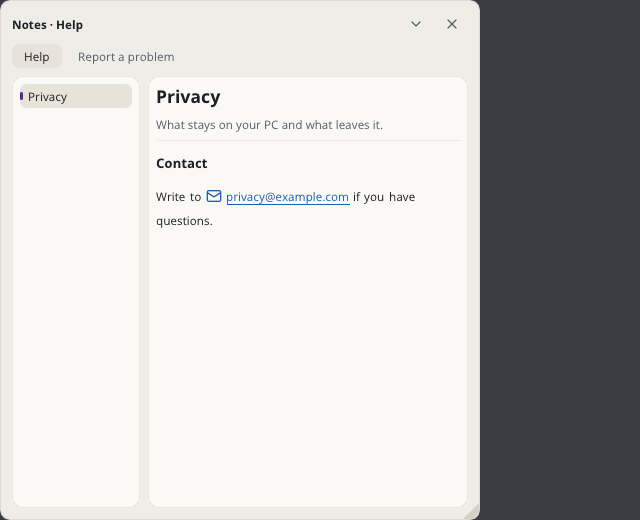 Notes · Help
Help
Report a problem
Privacy
Privacy
What stays on your PC and what leaves it.
Contact
Write to privacy@example.com if you have
questions.